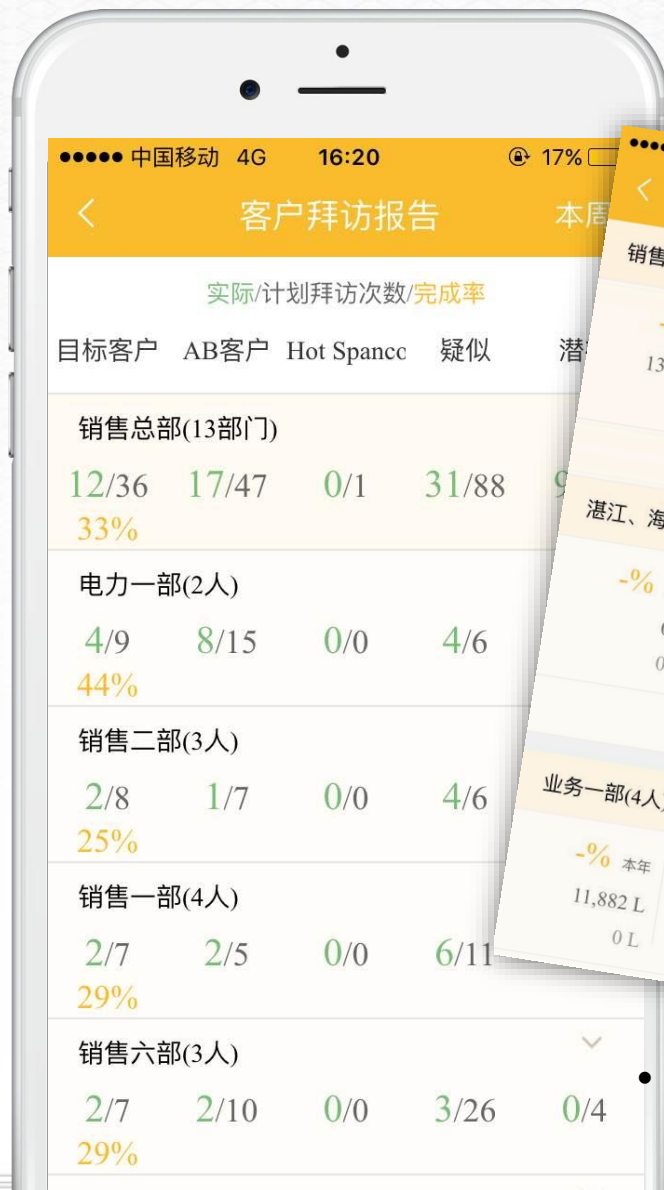 中国移动 4G 16:20 17%
客户拜访报告 本周
实际/计划拜访次数/完成率
目标客户 AB客户 Hot Spanco 疑似
销售总部(13部门)
12/36 17/47 0/1 31/88
33%
电力一部(2人)
4/9 8/15 0/0 4/6
44%
销售二部(3人)
2/8 1/7 0/0 4/6
25%
销售一部(4人)
2/7 2/5 0/0 6/11
29%
销售六部(3人)
2/7 2/10 0/0 3/26 0/4
29%
销售
13
湛江、海
-%
业务一部(4人)
-% 本年
11,882 L
0 L